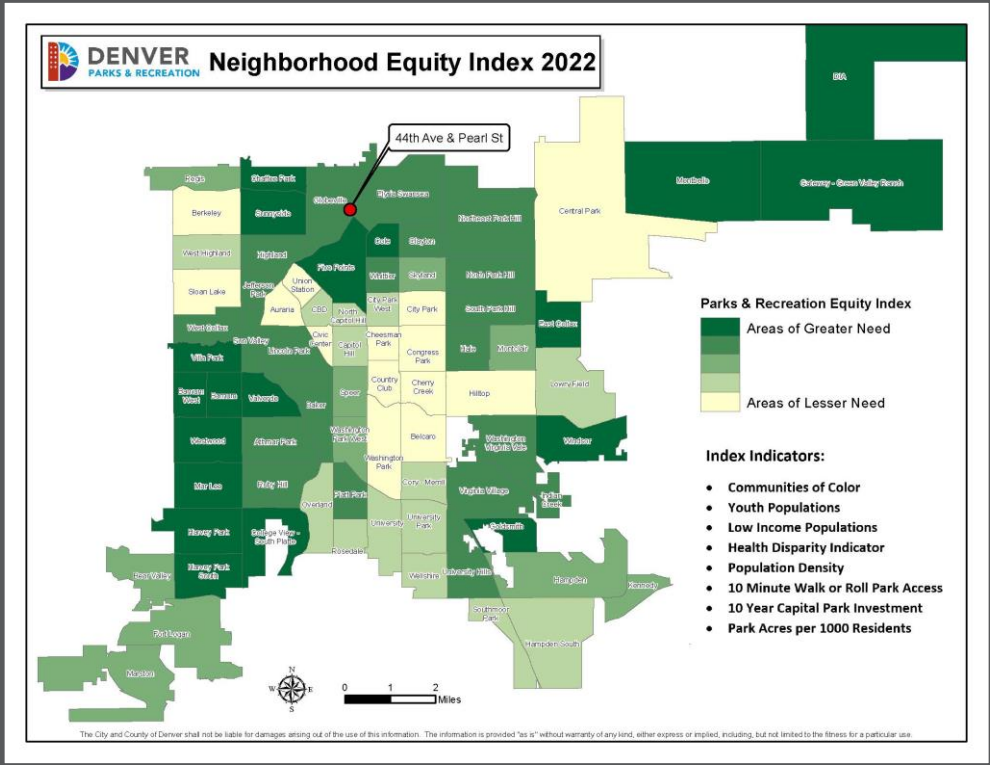 DENVER
PARKS & RECREATION
Neighborhood Equity Index 2022
44th Ave & Pearl St
DIA
Regis
Chaffee Park
Globeville
Elyria Swansea
Montbello
Gateway - Green Valley Ranch
Berkeley
Sunnyside
Northeast Park Hill
Central Park
West Highland
Highland
Cole
Clayton
Five Points
Whittier
Skyland
North Park Hill
Sloan Lake
Jefferson
Park
Union
Station
Auraria
CBD
North
Capitol Hill
City Park
West
City Park
South Park Hill
East Colfax
West Colfax
Sun Valley
Lincoln Park
Civic
Center
Capitol
Hill
Cheesman
Park
Congress
Park
Hale
Montclair
Villa Park
Barnum
West
Barnum
Valverde
Baker
Speer
Country
Club
Cherry
Creek
Hilltop
Lowry Field
Westwood
Athmar Park
Washington
Park West
Washington
Park
Belcaro
Washington
Virginia Vale
Windsor
Mar Lee
Ruby Hill
Overland
Platt Park
Cory - Merrill
Virginia Village
Indian
Creek
Harvey Park
College View -
South Platte
Rosedale
University
University
Park
Goldsmith
Bear Valley
Harvey Park
South
Wellshire
University Hills
Hampden
Kennedy
Fort Logan
Southmoor
Park
Hampden South
Marston
Parks & Recreation Equity Index
Areas of Greater Need
Areas of Lesser Need
Index Indicators:
• Communities of Color
• Youth Populations
• Low Income Populations
• Health Disparity Indicator
• Population Density
• 10 Minute Walk or Roll Park Access
• 10 Year Capital Park Investment
• Park Acres per 1000 Residents
N
W E
S
0 1 2
Miles
The City and County of Denver shall not be liable for damages arising out of the use of this information. The information is provided "as is" without warranty of any kind, either express or implied, including, but not limited to the fitness for a particular use.